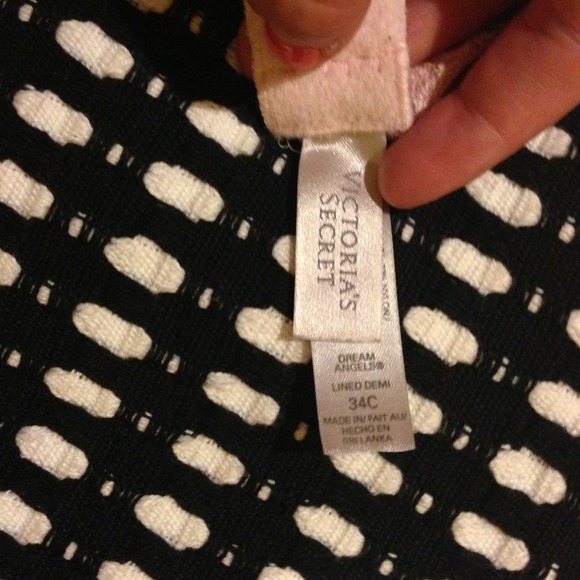 VICTORIA'S
SECRET
DREAM
ANGELS®
LINED DEMI
34C
MADE IN/ FAIT AU/
HECHO EN
SRI LANKA